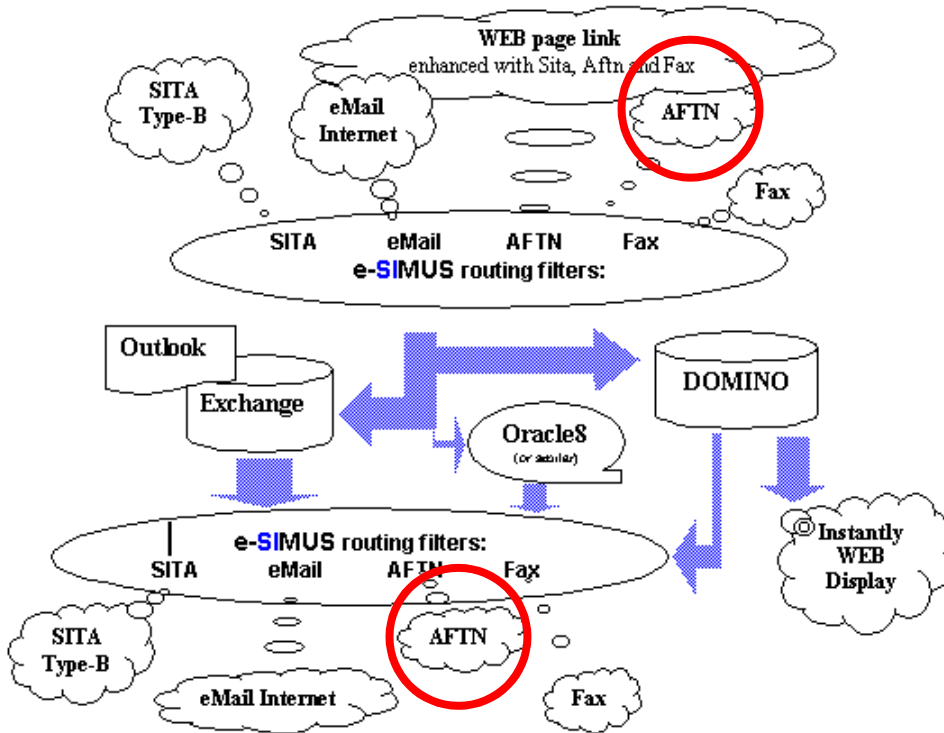 WEB page link
enhanced with Sita, Aftn and Fax
SITA
Type-B
eMail
Internet
AFTN
Fax
SITA eMail AFTN Fax
e-SIMUS routing filters:
Outlook
Exchange
DOMINO
Oracle8
(or similar)
Instantly
WEB
Display
e-SIMUS routing filters:
SITA eMail AFTN Fax
SITA
Type-B
AFTN
eMail Internet
Fax